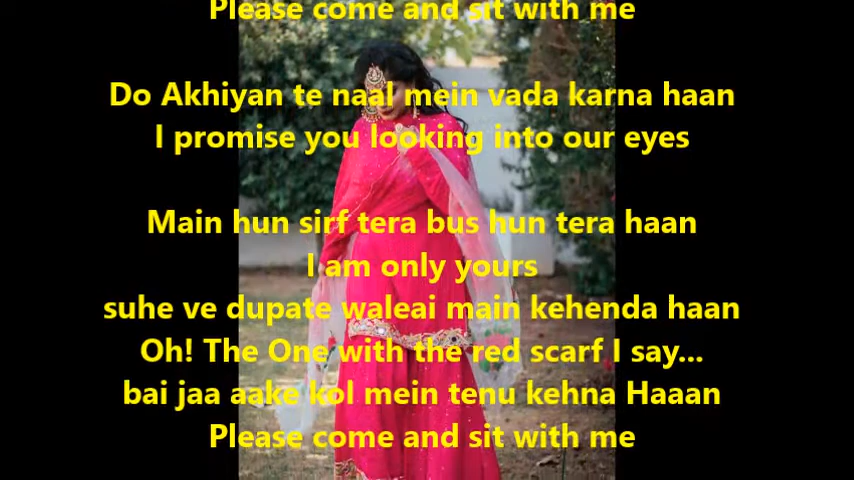 Please come and sit with me
Do Akhiyan te naal mein vada karna haan
I promise you looking into our eyes
Main hun sirf tera bus hun tera haan
I am only yours
suhe ve dupate waleai main kehenda haan
Oh! The One with the red scarf I say...
bai jaa aake kol mein tenu kehna Haaan
Please come and sit with me